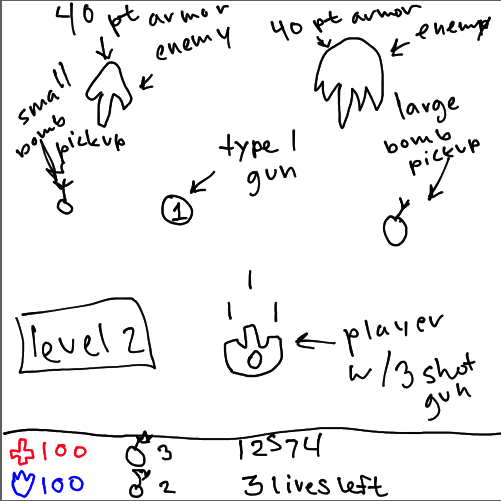 40 pt armor
enemy
40 pt armor
enemy
small
bomb
pickup
type 1
gun
1
large
bomb
pickup
level 2
player
w/3 shot
gun
0
100
3
12574
100
2
3 lives left